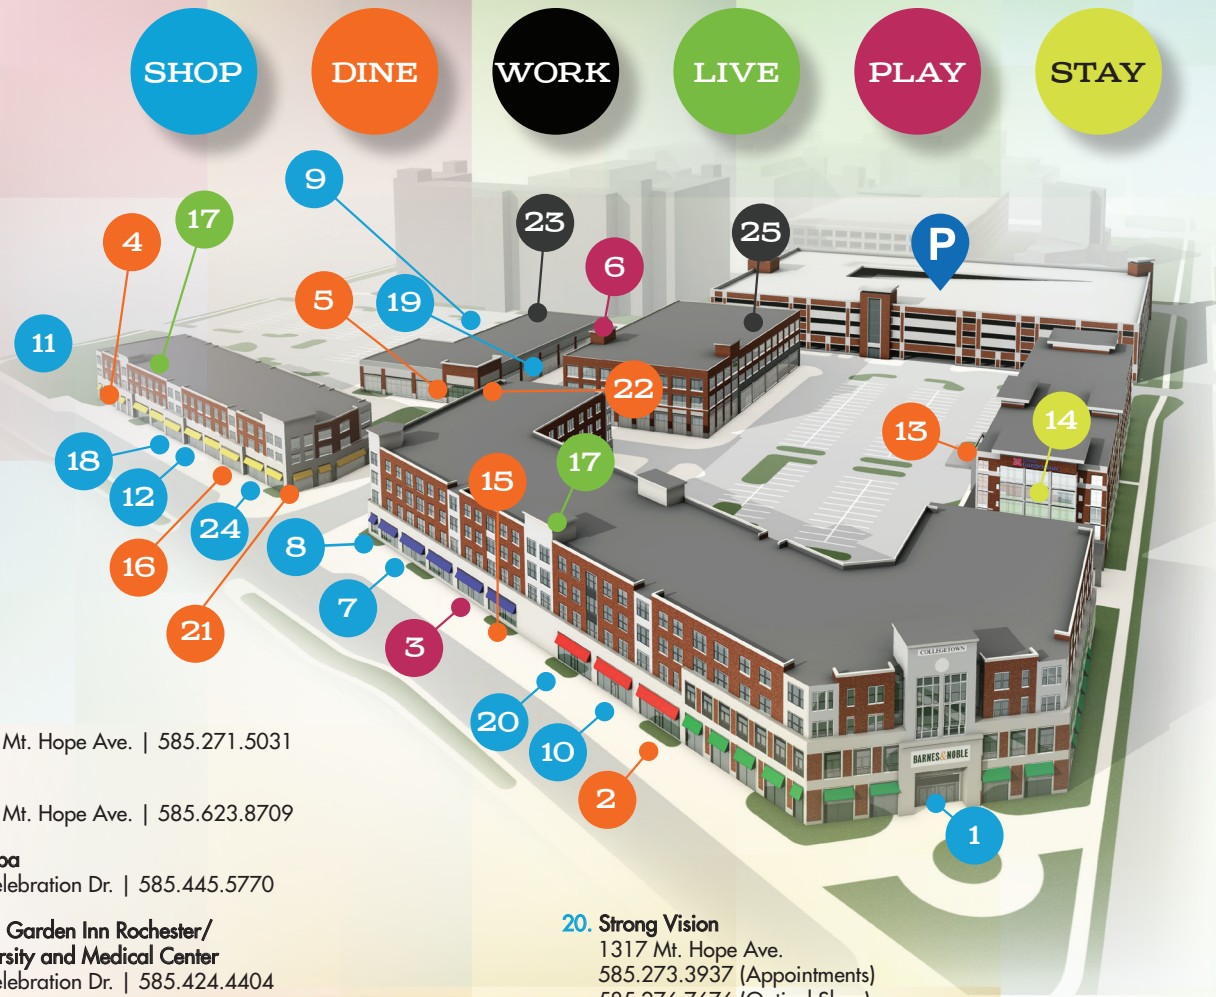 SHOP DINE WORK LIVE PLAY STAY
9
17
23
4
25
P
6
5
19
11
22
13
14
18
17
15
12
24
8
16
7
21
3
20
10
2
1
COLLEGETOWN
BARNES & NOBLE
Mt. Hope Ave. | 585.271.5031
Mt. Hope Ave. | 585.623.8709
elebration Dr. | 585.445.5770
Garden Inn Rochester/
rsity and Medical Center
elebration Dr. | 585.424.4404
20. Strong Vision
1317 Mt. Hope Ave.
585.273.3937 (Appointments)